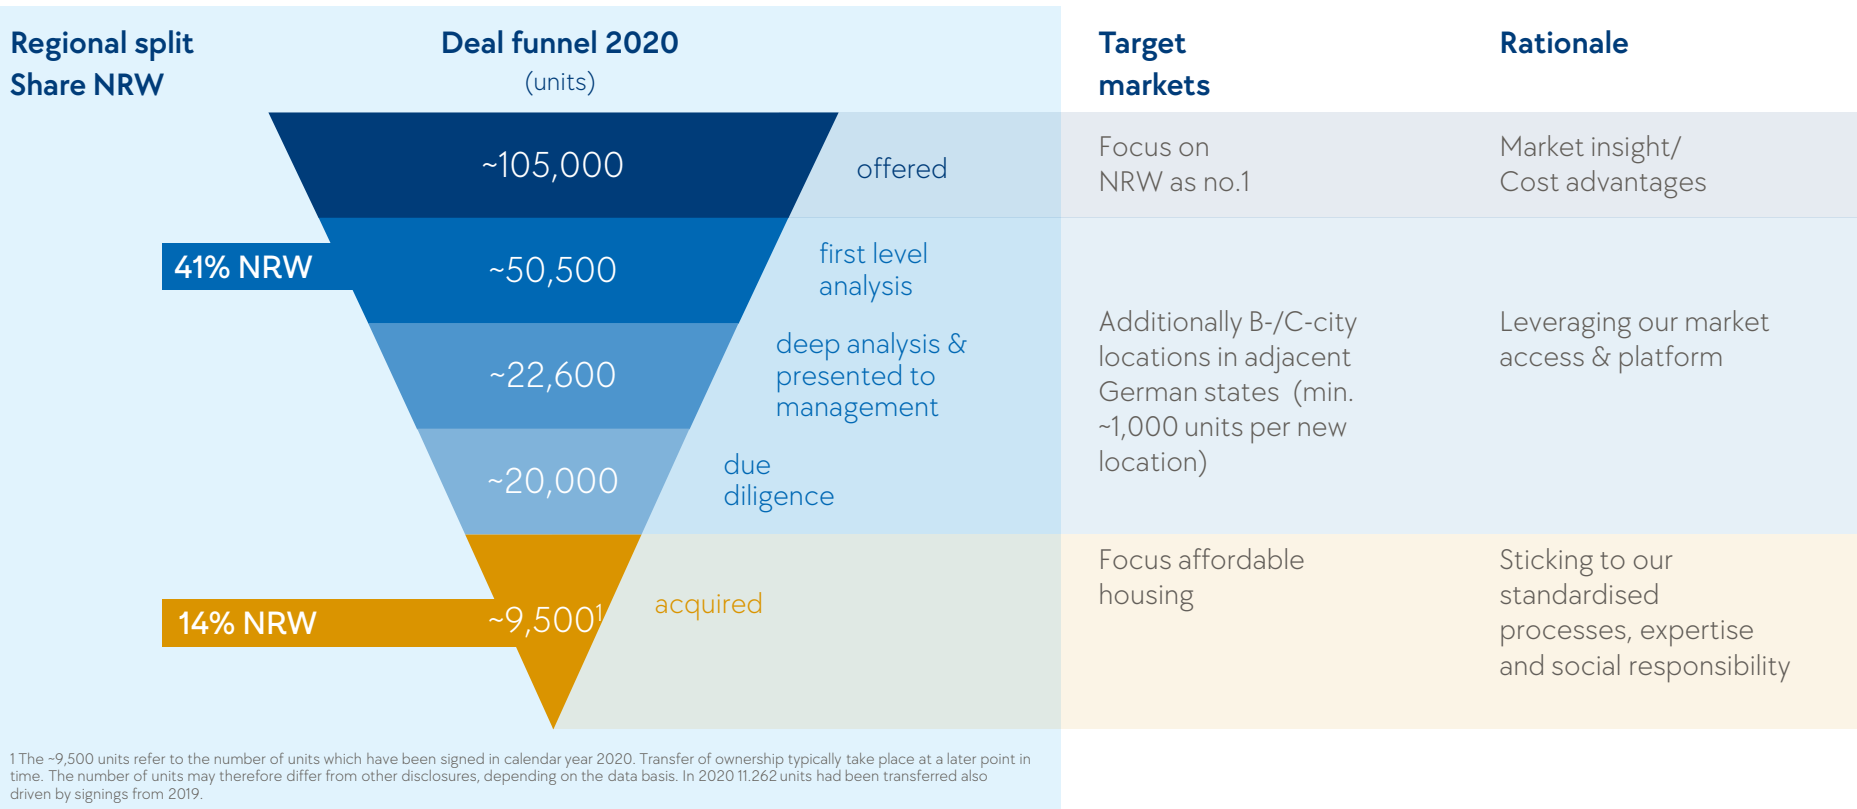 Regional split
Share NRW
Deal funnel 2020
(units)
Target
markets
Rationale
~105,000
offered
Focus on
NRW as no.1
Market insight/
Cost advantages
41% NRW
~50,500
first level
analysis
~22,600
deep analysis &
presented to
management
Additionally B-/C-city
locations in adjacent
German states (min.
~1,000 units per new
location)
Leveraging our market
access & platform
~20,000
due
diligence
14% NRW
~9,500¹
acquired
Focus affordable
housing
Sticking to our
standardised
processes, expertise
and social responsibility
1 The ~9,500 units refer to the number of units which have been signed in calendar year 2020. Transfer of ownership typically take place at a later point in
time. The number of units may therefore differ from other disclosures, depending on the data basis. In 2020 11.262 units had been transferred also
driven by signings from 2019.